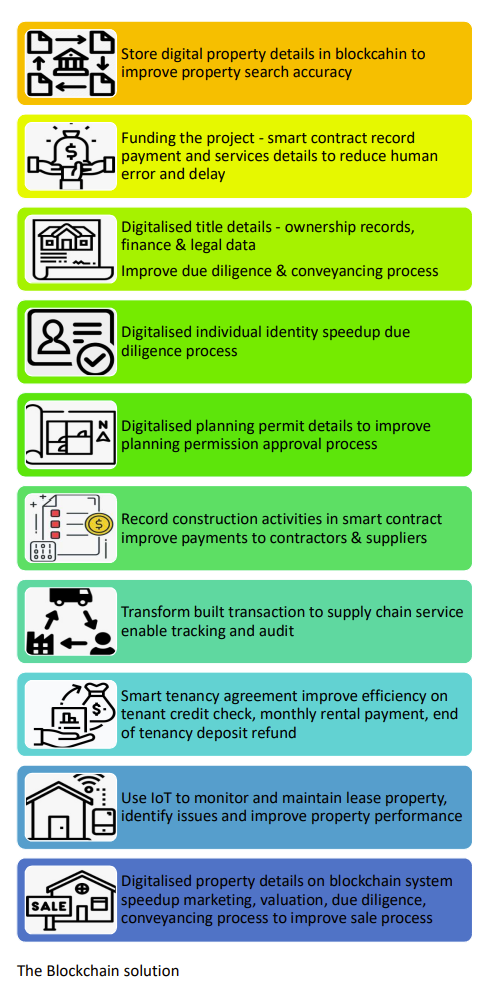 Store digital property details in blockcahin to
improve property search accuracy
$
Funding the project - smart contract record
payment and services details to reduce human
error and delay
Digitalised title details - ownership records,
finance & legal data
Improve due diligence & conveyancing process
Digitalised individual identity speedup due
diligence process
N
Digitalised planning permit details to improve
planning permission approval process
$
Record construction activities in smart contract
improve payments to contractors & suppliers
Transform built transaction to supply chain service
enable tracking and audit
$
Smart tenancy agreement improve efficiency on
tenant credit check, monthly rental payment, end
of tenancy deposit refund
Use IoT to monitor and maintain lease property,
identify issues and improve property performance
SALE
Digitalised property details on blockchain system
speedup marketing, valuation, due diligence,
conveyancing process to improve sale process
The Blockchain solution